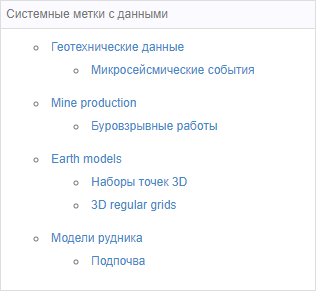 Системные метки с данными
Геотехнические данные
Микросейсмические события
Mine production
Буровзрывные работы
Earth models
Наборы точек 3D
3D regular grids
Модели рудника
Подпочва